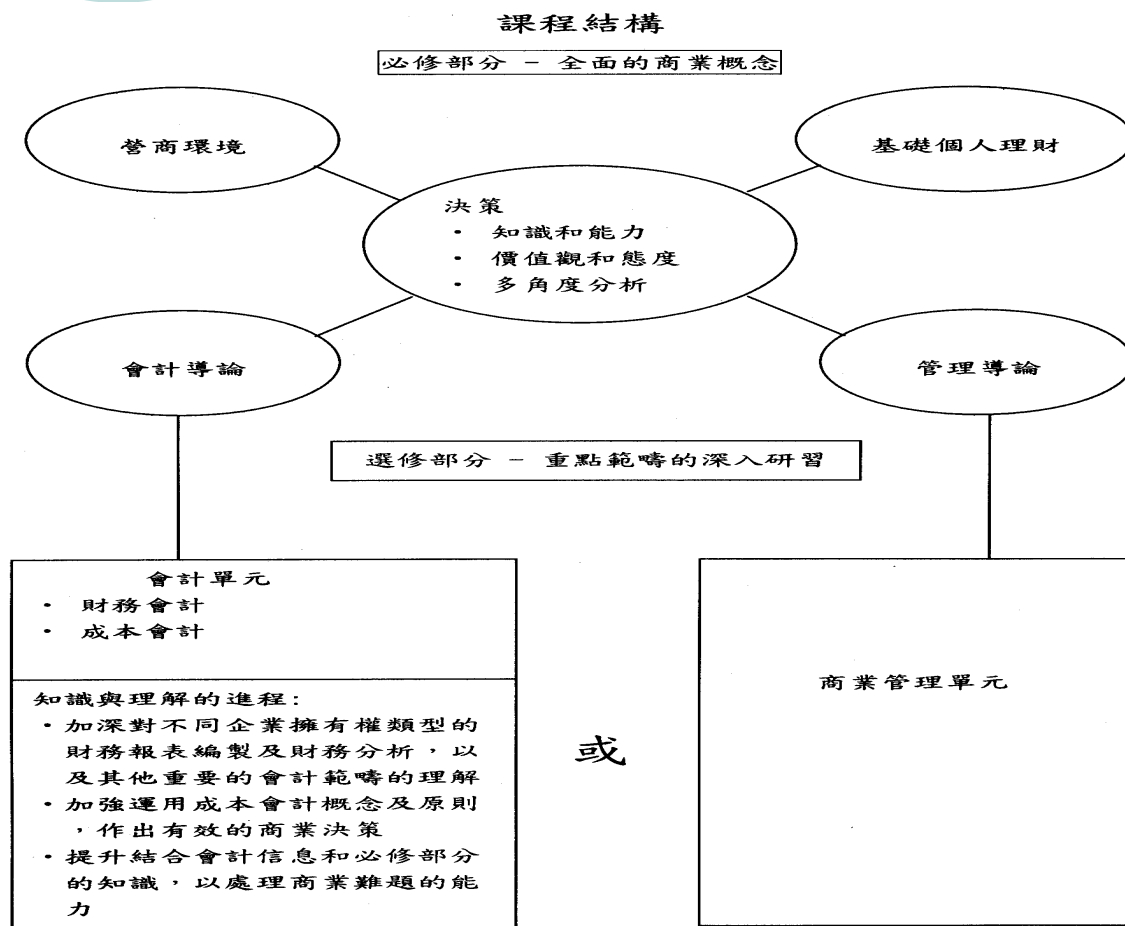 課程結構
必修部分 - 全面的商業概念
營商環境
基礎個人理財
決策
• 知識和能力
• 價值觀和態度
• 多角度分析
會計導論
管理導論
選修部分 - 重點範疇的深入研習
會計單元
• 財務會計
• 成本會計
知識與理解的進程:
• 加深對不同企業擁有權類型的
財務報表編製及財務分析，以
及其他重要的會計範疇的理解
• 加強運用成本會計概念及原則
，作出有效的商業決策
• 提升結合會計信息和必修部分
的知識，以處理商業難題的能
力
或
商業管理單元